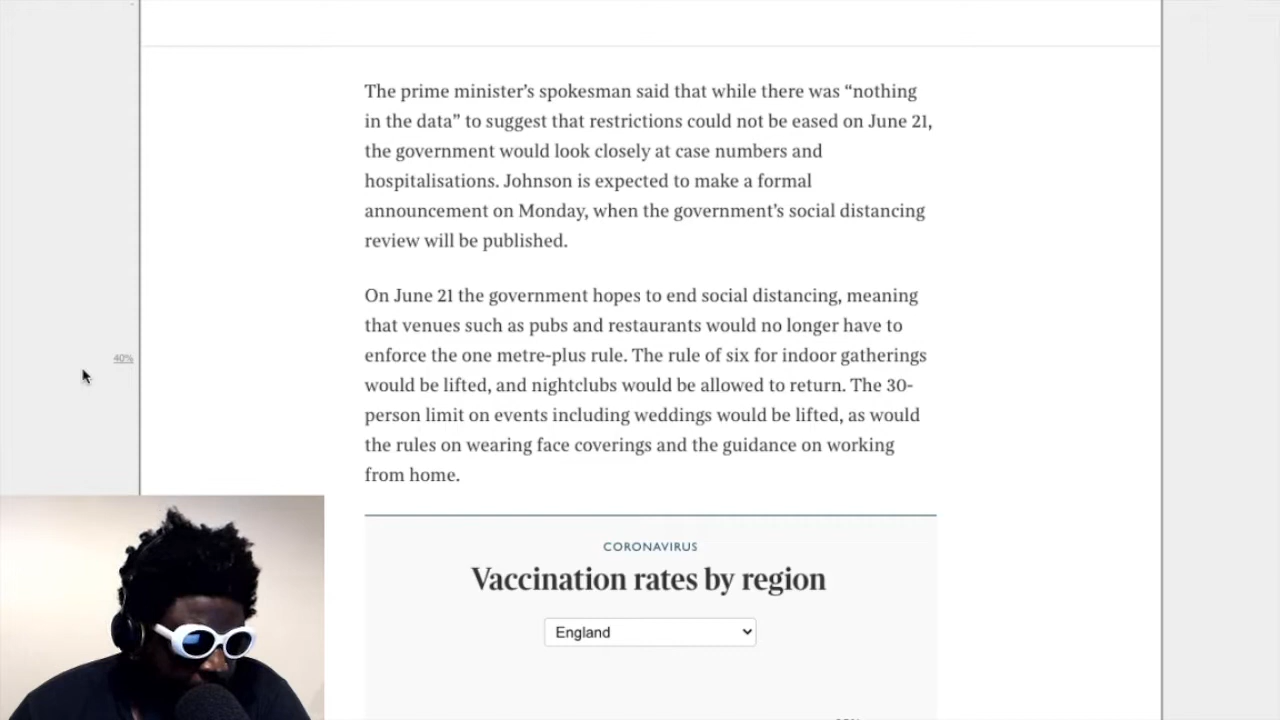 The prime minister’s spokesman said that while there was “nothing
in the data” to suggest that restrictions could not be eased on June 21,
the government would look closely at case numbers and
hospitalisations. Johnson is expected to make a formal
announcement on Monday, when the government’s social distancing
review will be published.
On June 21 the government hopes to end social distancing, meaning
that venues such as pubs and restaurants would no longer have to
enforce the one metre-plus rule. The rule of six for indoor gatherings
40%
would be lifted, and nightclubs would be allowed to return. The 30-
person limit on events including weddings would be lifted, as would
the rules on wearing face coverings and the guidance on working
from home.
CORONAVIRUS
Vaccination rates by region
England